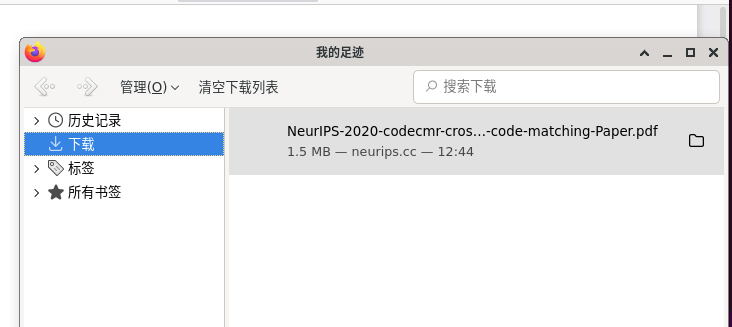 我的足迹
管理(O)
清空下载列表
搜索下载
历史记录
下载
标签
所有书签
NeurIPS-2020-codecmr-cros…-code-matching-Paper.pdf
1.5 MB — neurips.cc — 12:44